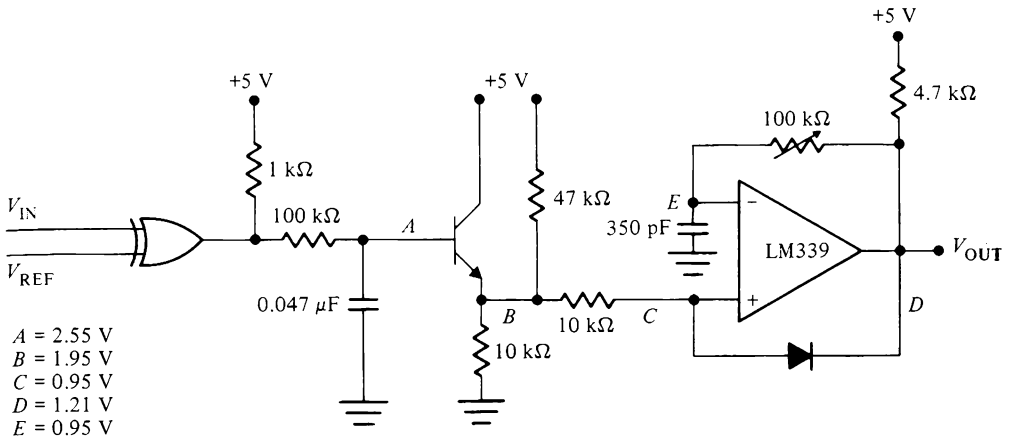 +5 V
+5 V
+5 V
4.7 kΩ
100 kΩ
1 kΩ
47 kΩ
V_IN
100 kΩ
A
E
−
350 pF
LM339
V_OUT
V_REF
0.047 μF
B
10 kΩ
C
+
D
10 kΩ
A = 2.55 V
B = 1.95 V
C = 0.95 V
D = 1.21 V
E = 0.95 V